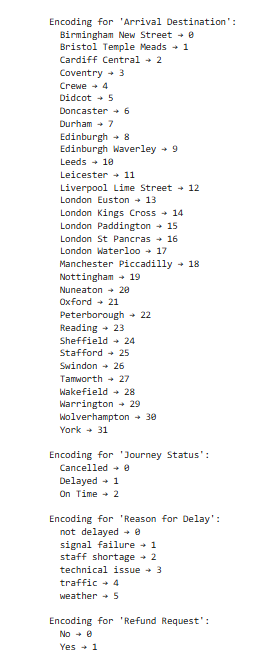 Encoding for 'Arrival Destination':
Birmingham New Street → 0
Bristol Temple Meads → 1
Cardiff Central → 2
Coventry → 3
Crewe → 4
Didcot → 5
Doncaster → 6
Durham → 7
Edinburgh → 8
Edinburgh Waverley → 9
Leeds → 10
Leicester → 11
Liverpool Lime Street → 12
London Euston → 13
London Kings Cross → 14
London Paddington → 15
London St Pancras → 16
London Waterloo → 17
Manchester Piccadilly → 18
Nottingham → 19
Nuneaton → 20
Oxford → 21
Peterborough → 22
Reading → 23
Sheffield → 24
Stafford → 25
Swindon → 26
Tamworth → 27
Wakefield → 28
Warrington → 29
Wolverhampton → 30
York → 31
Encoding for 'Journey Status':
Cancelled → 0
Delayed → 1
On Time → 2
Encoding for 'Reason for Delay':
not delayed → 0
signal failure → 1
staff shortage → 2
technical issue → 3
traffic → 4
weather → 5
Encoding for 'Refund Request':
No → 0
Yes → 1